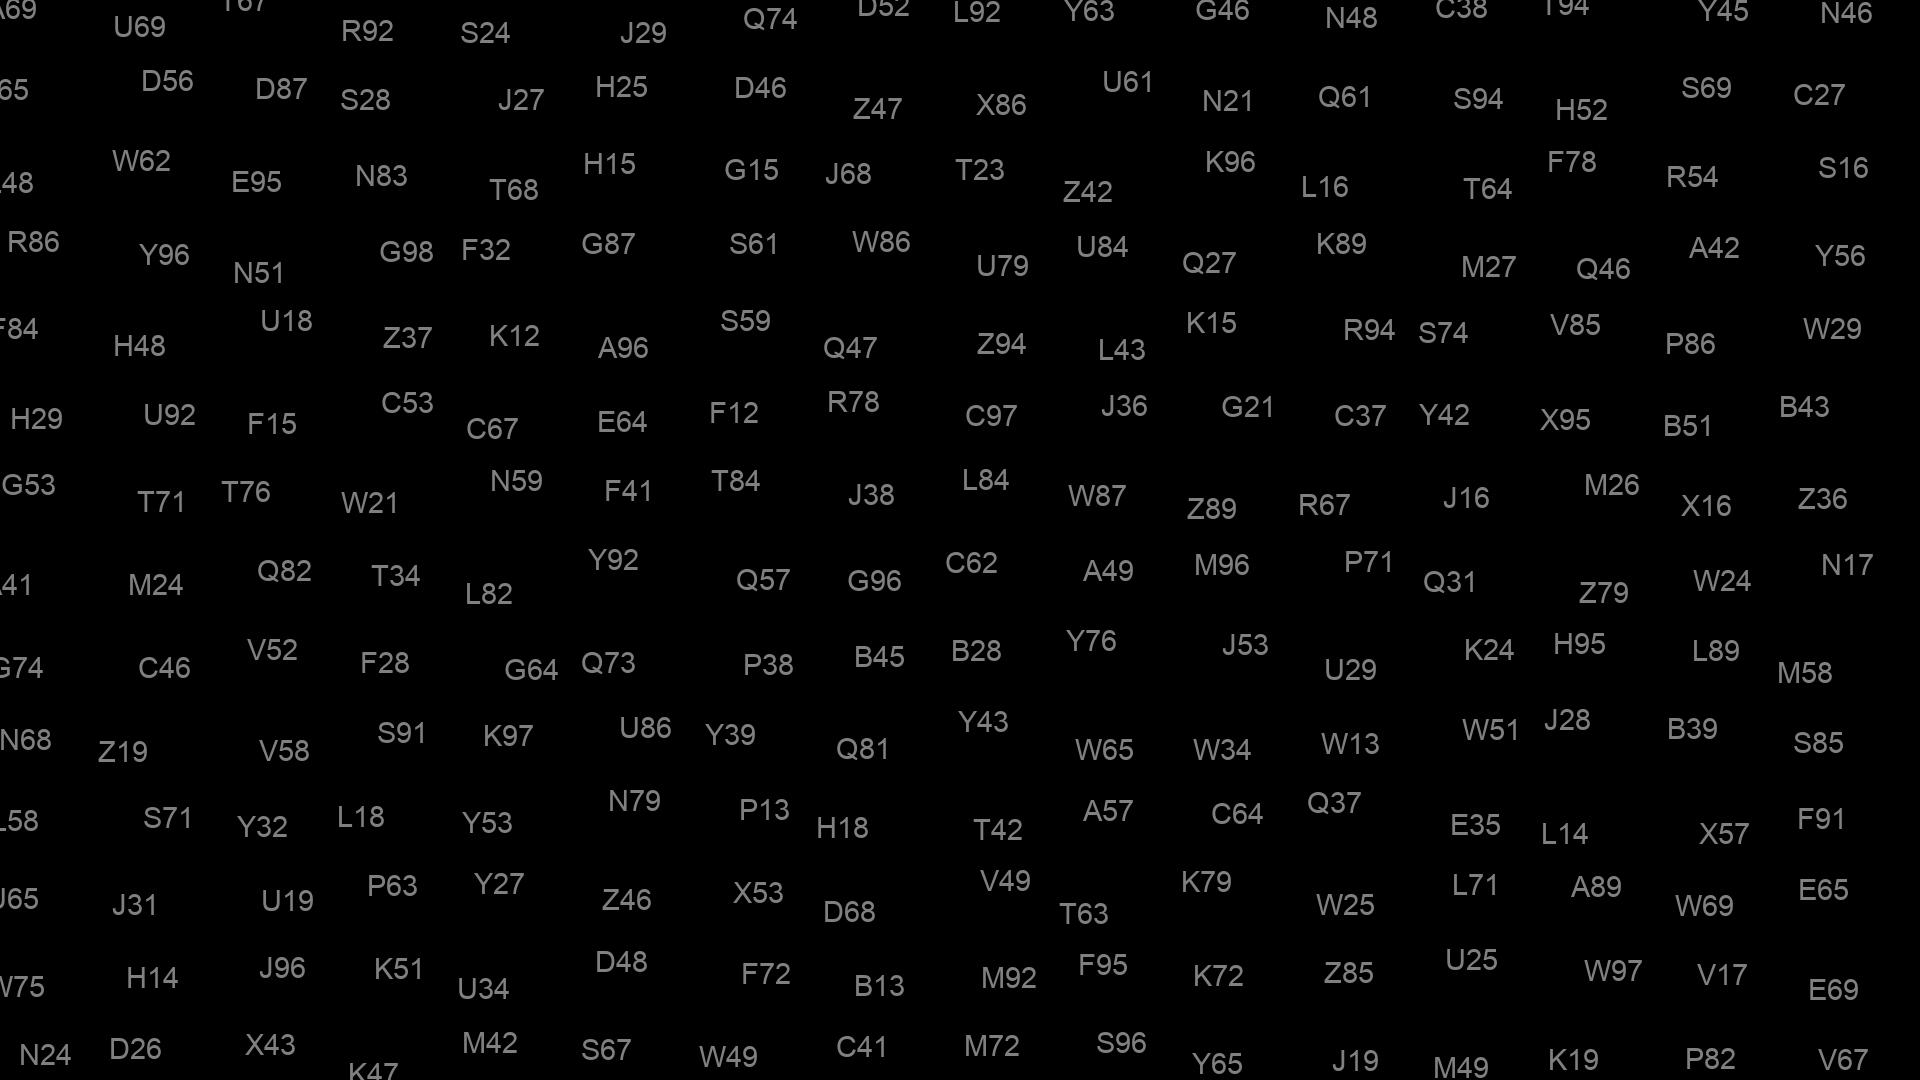 U69 R92 S24 J29 Q74 D52 L92 Y63 G46 N48 C38 T94 Y45 N46
D56 D87 S28 J27 H25 D46 Z47 X86 U61 N21 Q61 S94 H52 S69 C27
W62 E95 N83 T68 H15 G15 J68 T23 Z42 K96 L16 T64 F78 R54 S16
R86 Y96 N51 G98 F32 G87 S61 W86 U79 U84 Q27 K89 M27 Q46 A42 Y56
F84 H48 U18 Z37 K12 A96 S59 Q47 Z94 L43 K15 R94 S74 V85 P86 W29
H29 U92 F15 C53 C67 E64 F12 R78 C97 J36 G21 C37 Y42 X95 B51 B43
G53 T71 T76 W21 N59 F41 T84 J38 L84 W87 Z89 R67 J16 M26 X16 Z36
M24 Q82 T34 L82 Y92 Q57 G96 C62 A49 M96 P71 Q31 Z79 W24 N17
G74 C46 V52 F28 G64 Q73 P38 B45 B28 Y76 J53 U29 K24 H95 L89 M58
N68 Z19 V58 S91 K97 U86 Y39 Q81 Y43 W65 W34 W13 W51 J28 B39 S85
L58 S71 Y32 L18 Y53 N79 P13 H18 T42 A57 C64 Q37 E35 L14 X57 F91
J31 U19 P63 Y27 Z46 X53 D68 V49 T63 K79 W25 L71 A89 W69 E65
W75 H14 J96 K51 U34 D48 F72 B13 M92 F95 K72 Z85 U25 W97 V17 E69
N24 D26 X43 K47 M42 S67 W49 C41 M72 S96 Y65 J19 M49 K19 P82 V67